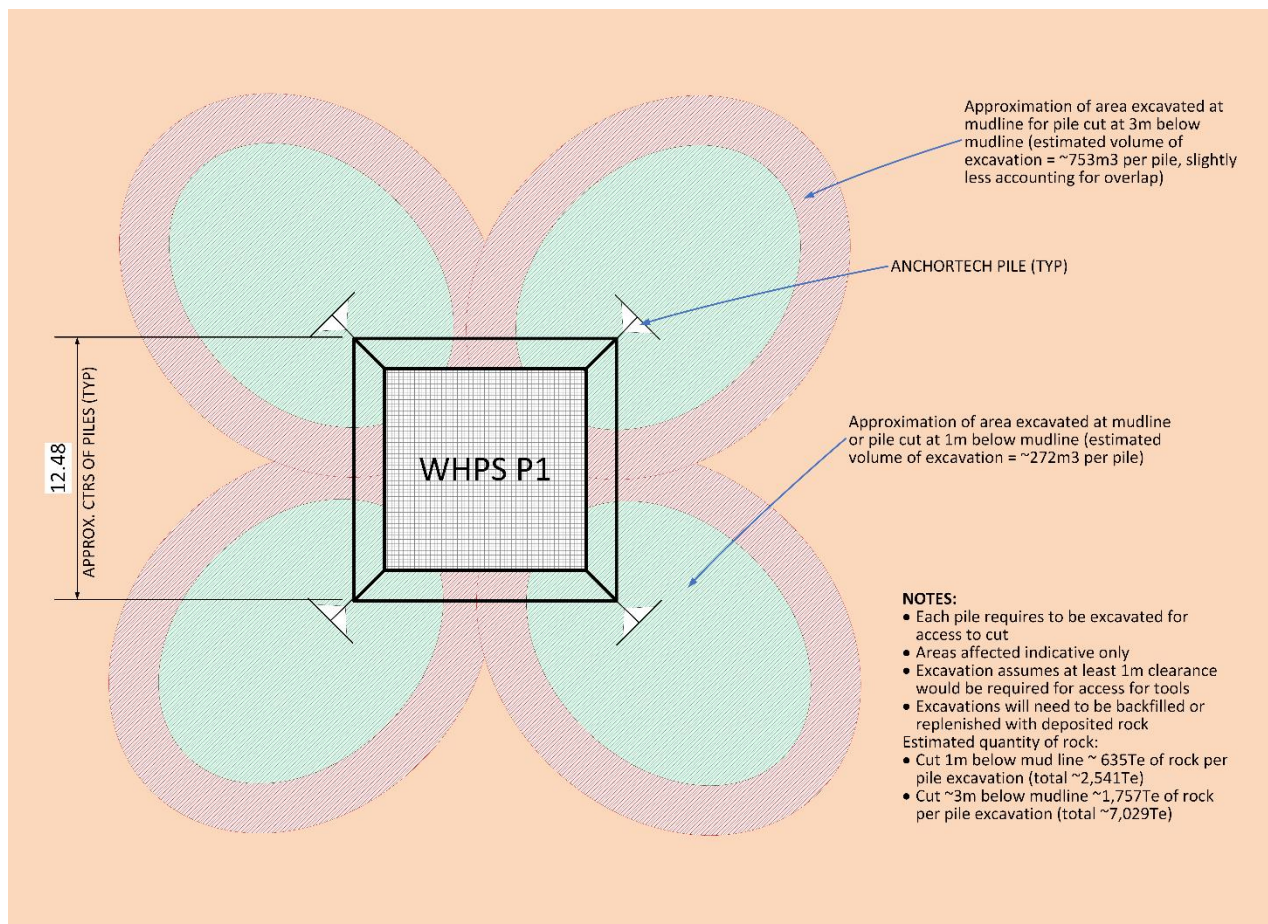 Approximation of area excavated at
mudline for pile cut at 3m below
mudline (estimated volume of
excavation = ~753m3 per pile, slightly
less accounting for overlap)
ANCHORTECH PILE (TYP)
12.48
APPROX. CTRS OF PILES (TYP)
WHPS P1
Approximation of area excavated at mudline
or pile cut at 1m below mudline (estimated
volume of excavation = ~272m3 per pile)
NOTES:
• Each pile requires to be excavated for
access to cut
• Areas affected indicative only
• Excavation assumes at least 1m clearance
would be required for access for tools
• Excavations will need to be backfilled or
replenished with deposited rock
Estimated quantity of rock:
• Cut 1m below mud line ~ 635Te of rock per
pile excavation (total ~2,541Te)
• Cut ~3m below mudline ~1,757Te of rock
per pile excavation (total ~7,029Te)